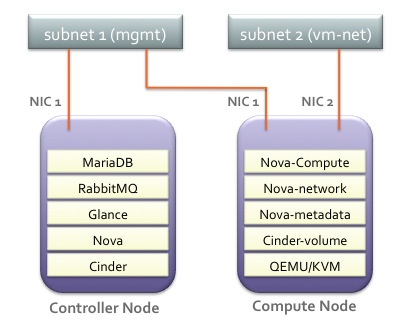 subnet 1 (mgmt)
subnet 2 (vm-net)
NIC 1
NIC 1
NIC 2
MariaDB
RabbitMQ
Glance
Nova
Cinder
Controller Node
Nova-Compute
Nova-network
Nova-metadata
Cinder-volume
QEMU/KVM
Compute Node